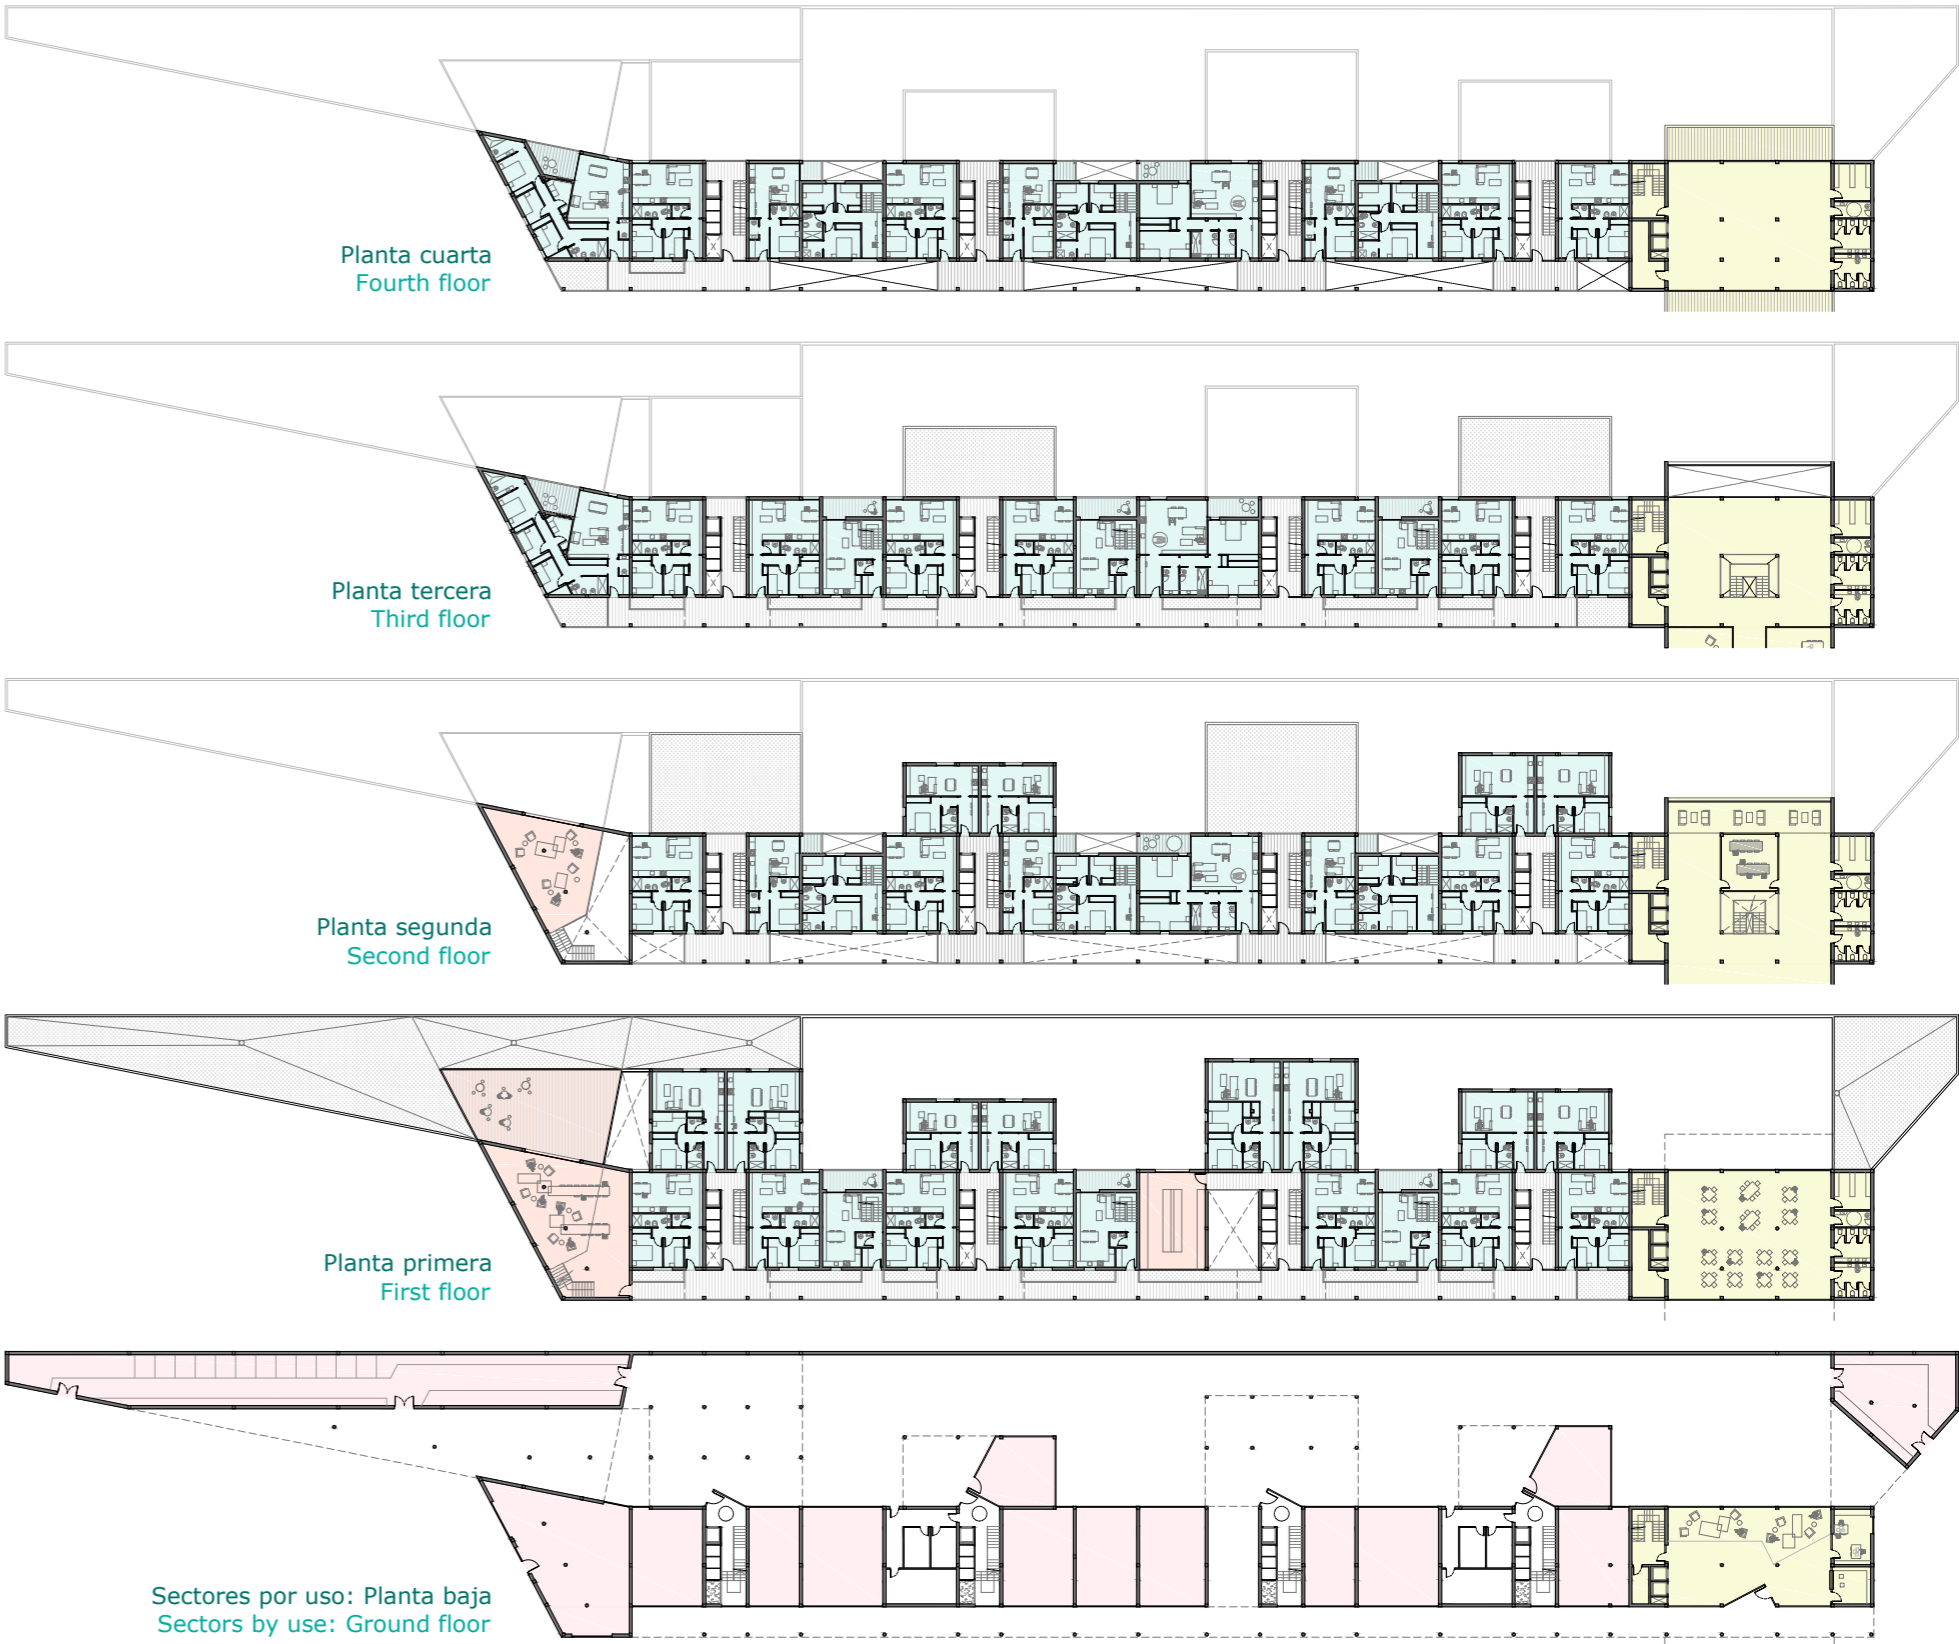 Planta cuarta
Fourth floor
Planta tercera
Third floor
Planta segunda
Second floor
Planta primera
First floor
Sectores por uso: Planta baja
Sectors by use: Ground floor